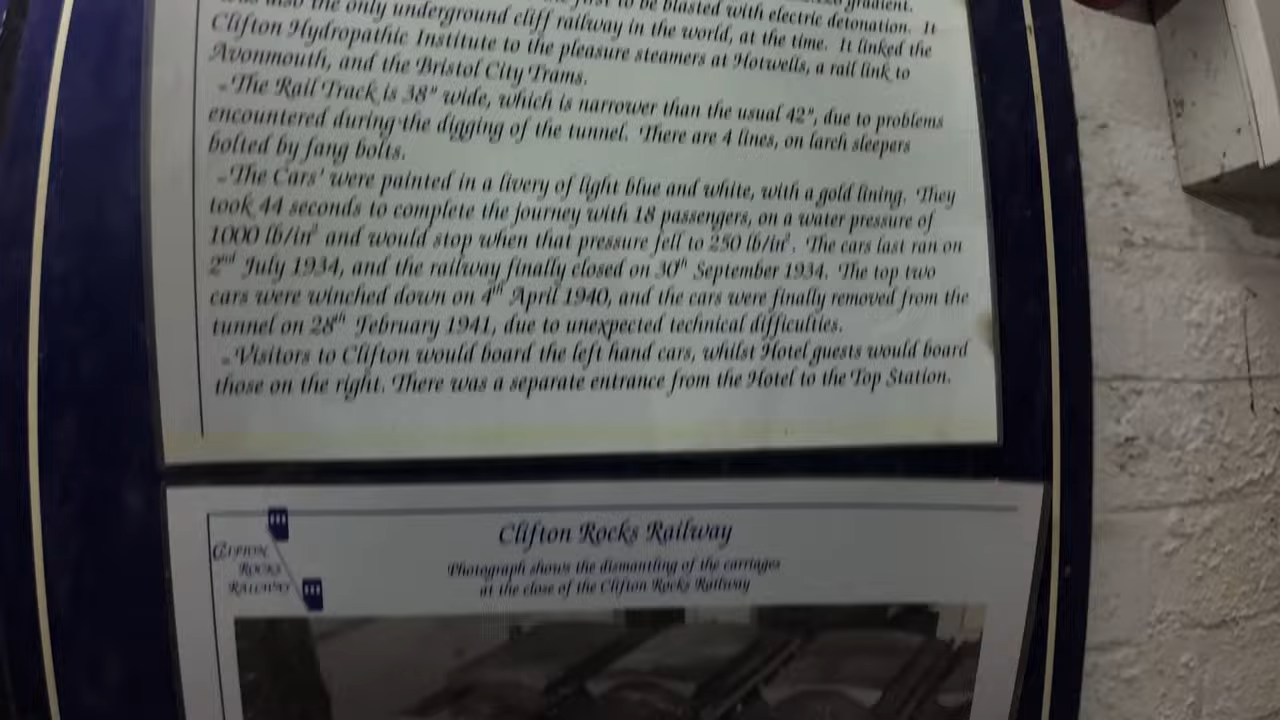 was also the only underground cliff railway in the world, at the time. It linked the
Clifton Hydropathic Institute to the pleasure steamers at Hotwells, a rail link to
Avonmouth, and the Bristol City Trams.
-The Rail Track is 38" wide, which is narrower than the usual 42", due to problems
encountered during the digging of the tunnel. There are 4 lines, on larch sleepers
bolted by fang bolts.
-The Cars' were painted in a livery of light blue and white, with a gold lining. They
took 44 seconds to complete the journey with 18 passengers, on a water pressure of
1000 lb/in² and would stop when that pressure fell to 250 lb/in². The cars last ran on
2nd July 1934, and the railway finally closed on 30th September 1934. The top two
cars were winched down on 4th April 1940, and the cars were finally removed from the
tunnel on 28th February 1941, due to unexpected technical difficulties.
-Visitors to Clifton would board the left hand cars, whilst Hotel guests would board
those on the right. There was a separate entrance from the Hotel to the Top Station.
Clifton Rocks Railway
Photograph shows the dismantling of the carriages
at the close of the Clifton Rocks Railway
CLIFTON
ROCKS
RAILWAY